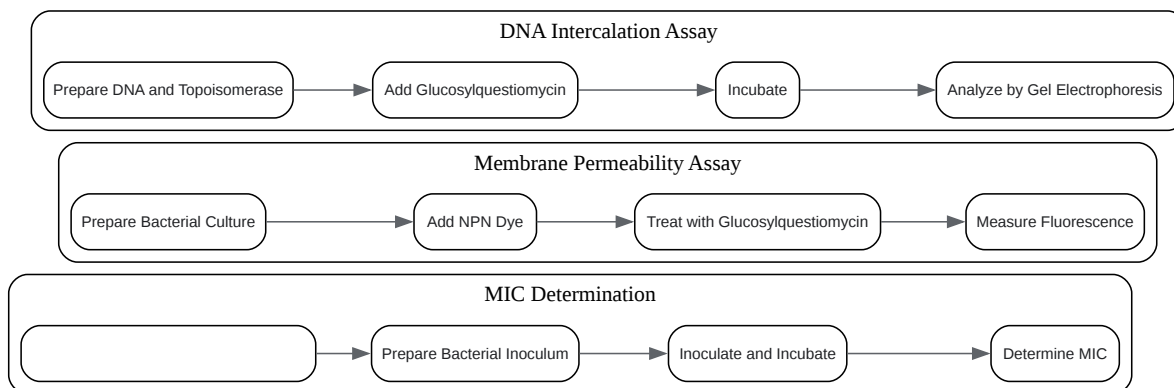 DNA Intercalation Assay
Prepare DNA and Topoisomerase
Add Glucosylquestiomycin
Incubate
Analyze by Gel Electrophoresis
Membrane Permeability Assay
Prepare Bacterial Culture
Add NPN Dye
Treat with Glucosylquestiomycin
Measure Fluorescence
MIC Determination
Prepare Bacterial Inoculum
Inoculate and Incubate
Determine MIC